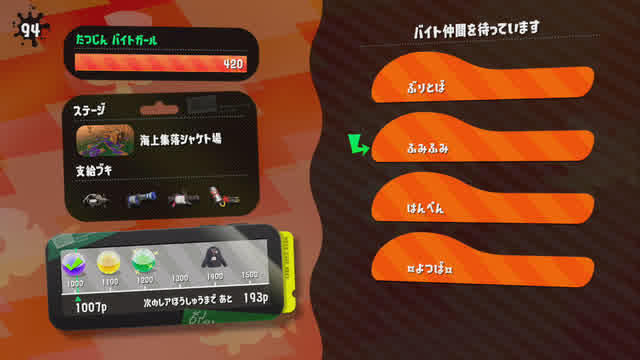 94
たつじん バイトガール
420
ステージ
海上集落シャケト場
支給ブキ
1000 1100 1200 1300 1400 1500
1007p 次のレアほうしゅうまで あと 193p
バイト仲間を待っています
ぶりとば
ふみふみ
はんぺん
¤よつば¤